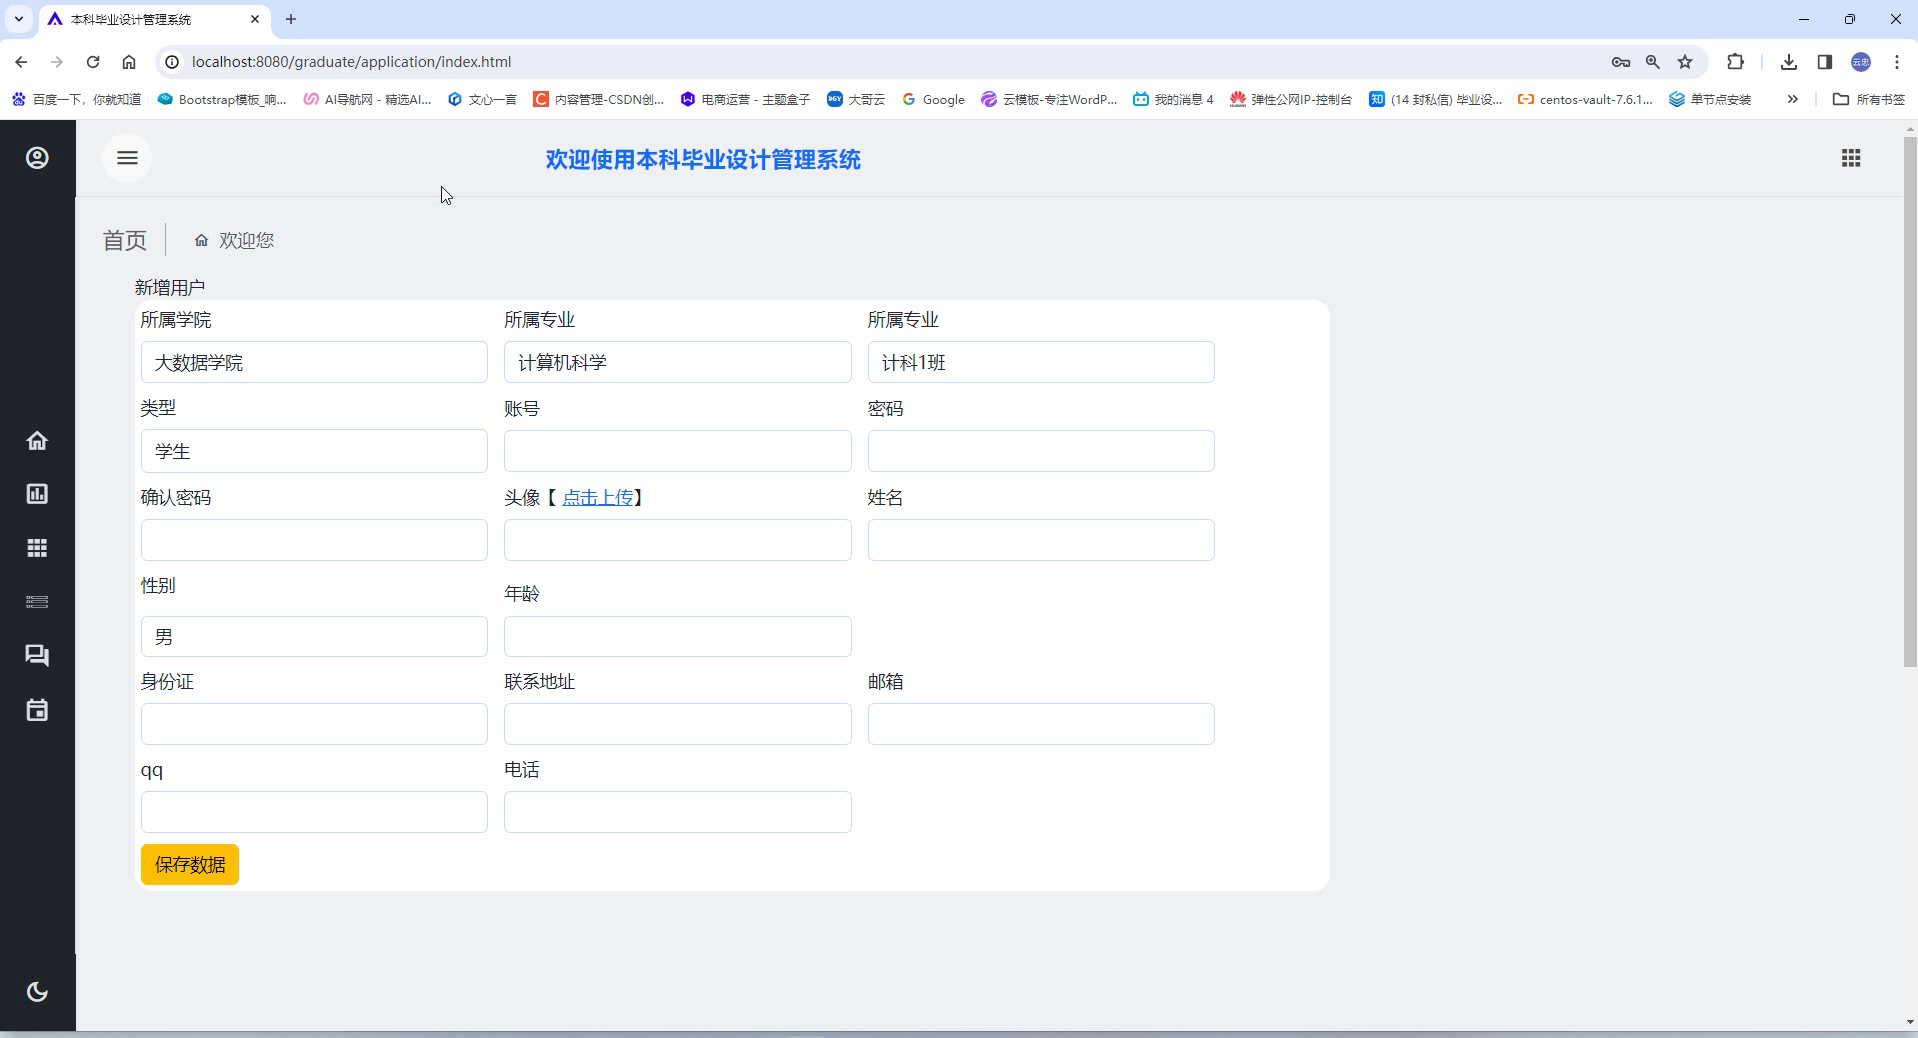 本科毕业设计管理系统
localhost:8080/graduate/application/index.html
百度一下，你就知道 Bootstrap模板_响... AI导航网 - 精选AI... 文心一言 内容管理-CSDN创... 电商运营 - 主题盒子 大哥云 Google 云模板-专注WordP... 我的消息 4 弹性公网IP-控制台 (14 封私信) 毕业设... centos-vault-7.6.1... 单节点安装 所有书签
欢迎使用本科毕业设计管理系统
首页 欢迎您
新增用户
所属学院 所属专业 所属专业
大数据学院 计算机科学 计科1班
类型 账号 密码
学生
确认密码 头像【 点击上传】 姓名
性别 年龄
男
身份证 联系地址 邮箱
qq 电话
保存数据